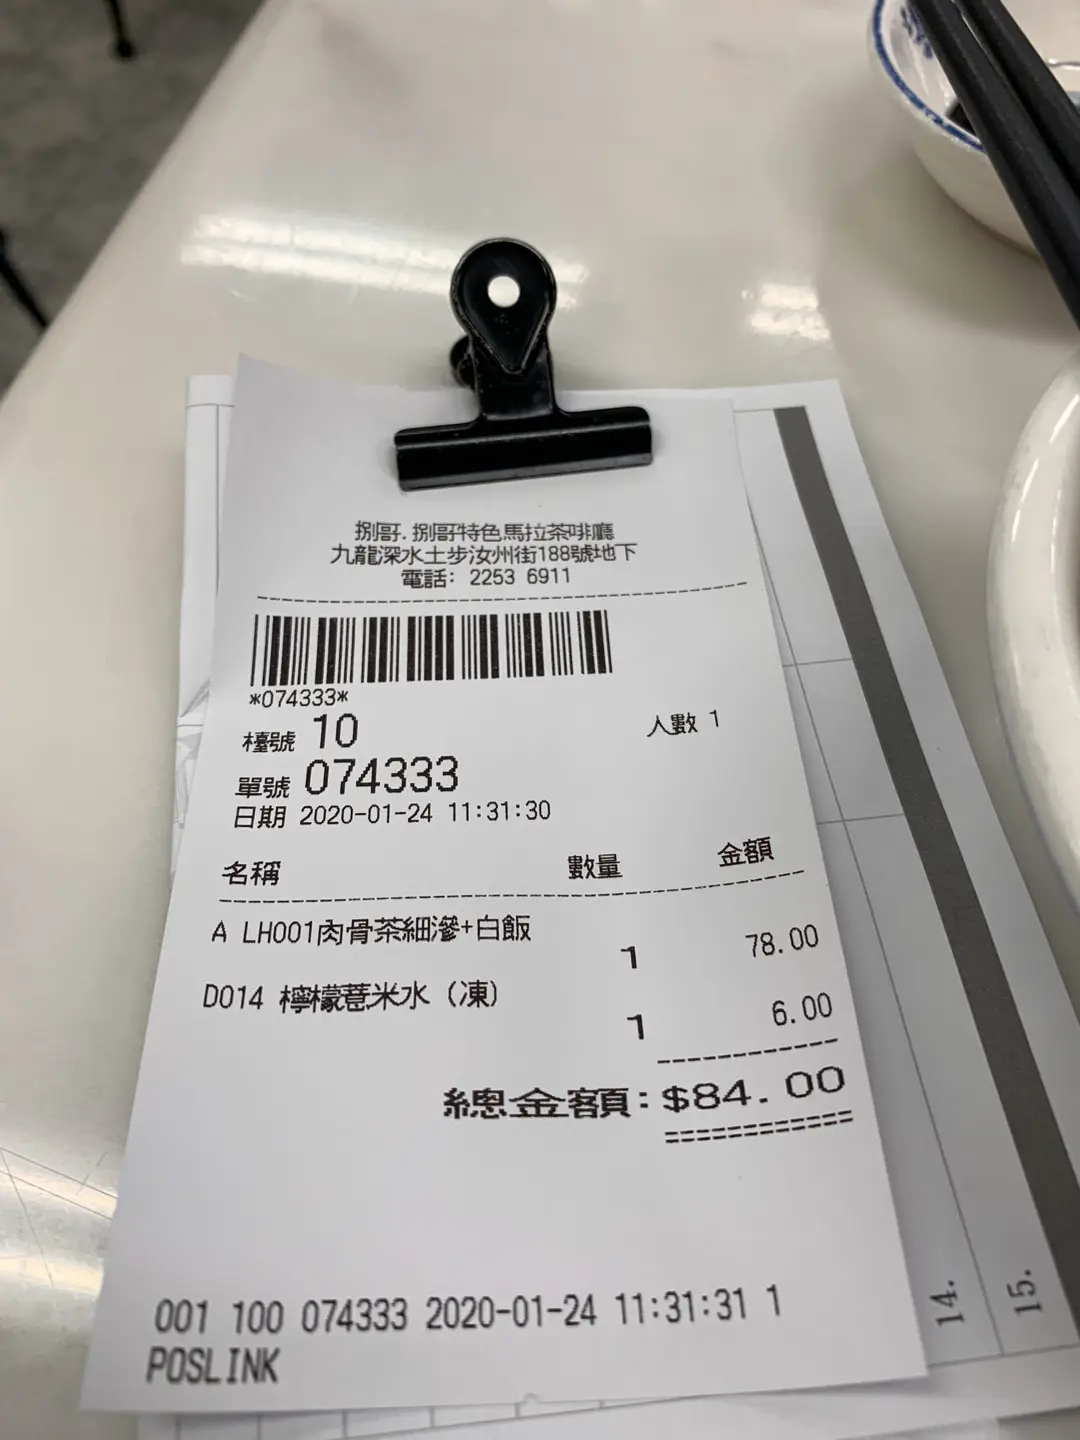 捌哥．捌哥特色馬拉茶啡廳
九龍深水土步汝州街188號地下
電話: 2253 6911
*074333*
檯號 10 人數 1
單號 074333
日期 2020-01-24 11:31:30
名稱 數量 金額
A LH001肉骨茶細滲+白飯
1 78.00
D014 檸檬薏米水 (凍)
1 6.00
總金額:$84.00
001 100 074333 2020-01-24 11:31:31 1
POSLINK
14.
15.